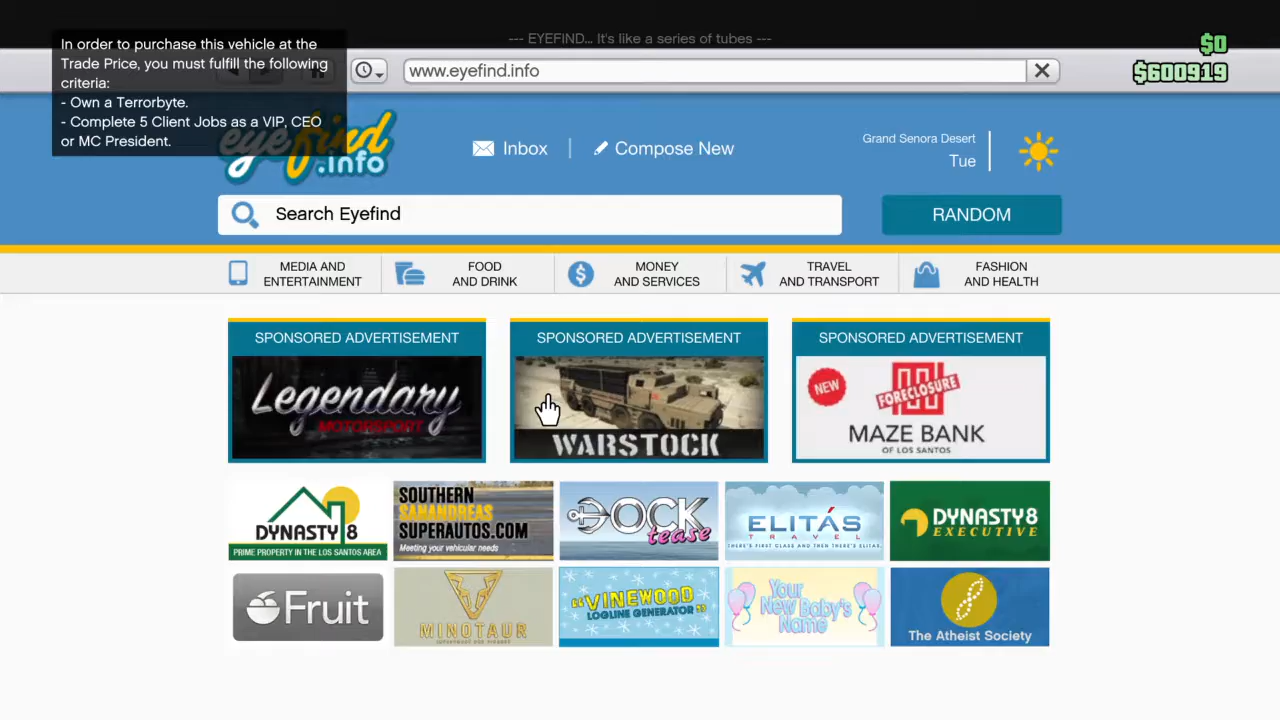 --- EYEFIND... It's like a series of tubes ---
In order to purchase this vehicle at the
Trade Price, you must fulfill the following
criteria:
- Own a Terrorbyte.
- Complete 5 Client Jobs as a VIP, CEO
or MC President.
$0
$600919
www.eyefind.info
eyefind
.info
Inbox
Compose New
Grand Senora Desert
Tue
Search Eyefind
RANDOM
MEDIA AND
ENTERTAINMENT
FOOD
AND DRINK
MONEY
AND SERVICES
TRAVEL
AND TRANSPORT
FASHION
AND HEALTH
SPONSORED ADVERTISEMENT
Legendary
MOTORSPORT
SPONSORED ADVERTISEMENT
WARSTOCK
SPONSORED ADVERTISEMENT
NEW
FORECLOSURE
MAZE BANK
OF LOS SANTOS
DYNASTY 8
PRIME PROPERTY IN THE LOS SANTOS AREA
SOUTHERN
SANANDREAS
SUPERAUTOS.COM
Meeting your vehicular needs
DOCK
tease
ELITÁS
TRAVEL
THERE'S FIRST CLASS AND THEN THERE'S ELITAS
DYNASTY8
EXECUTIVE
Fruit
MINOTAUR
"VINEWOOD
LOGLINE GENERATOR"
Your
New Baby's
Name
The Atheist Society